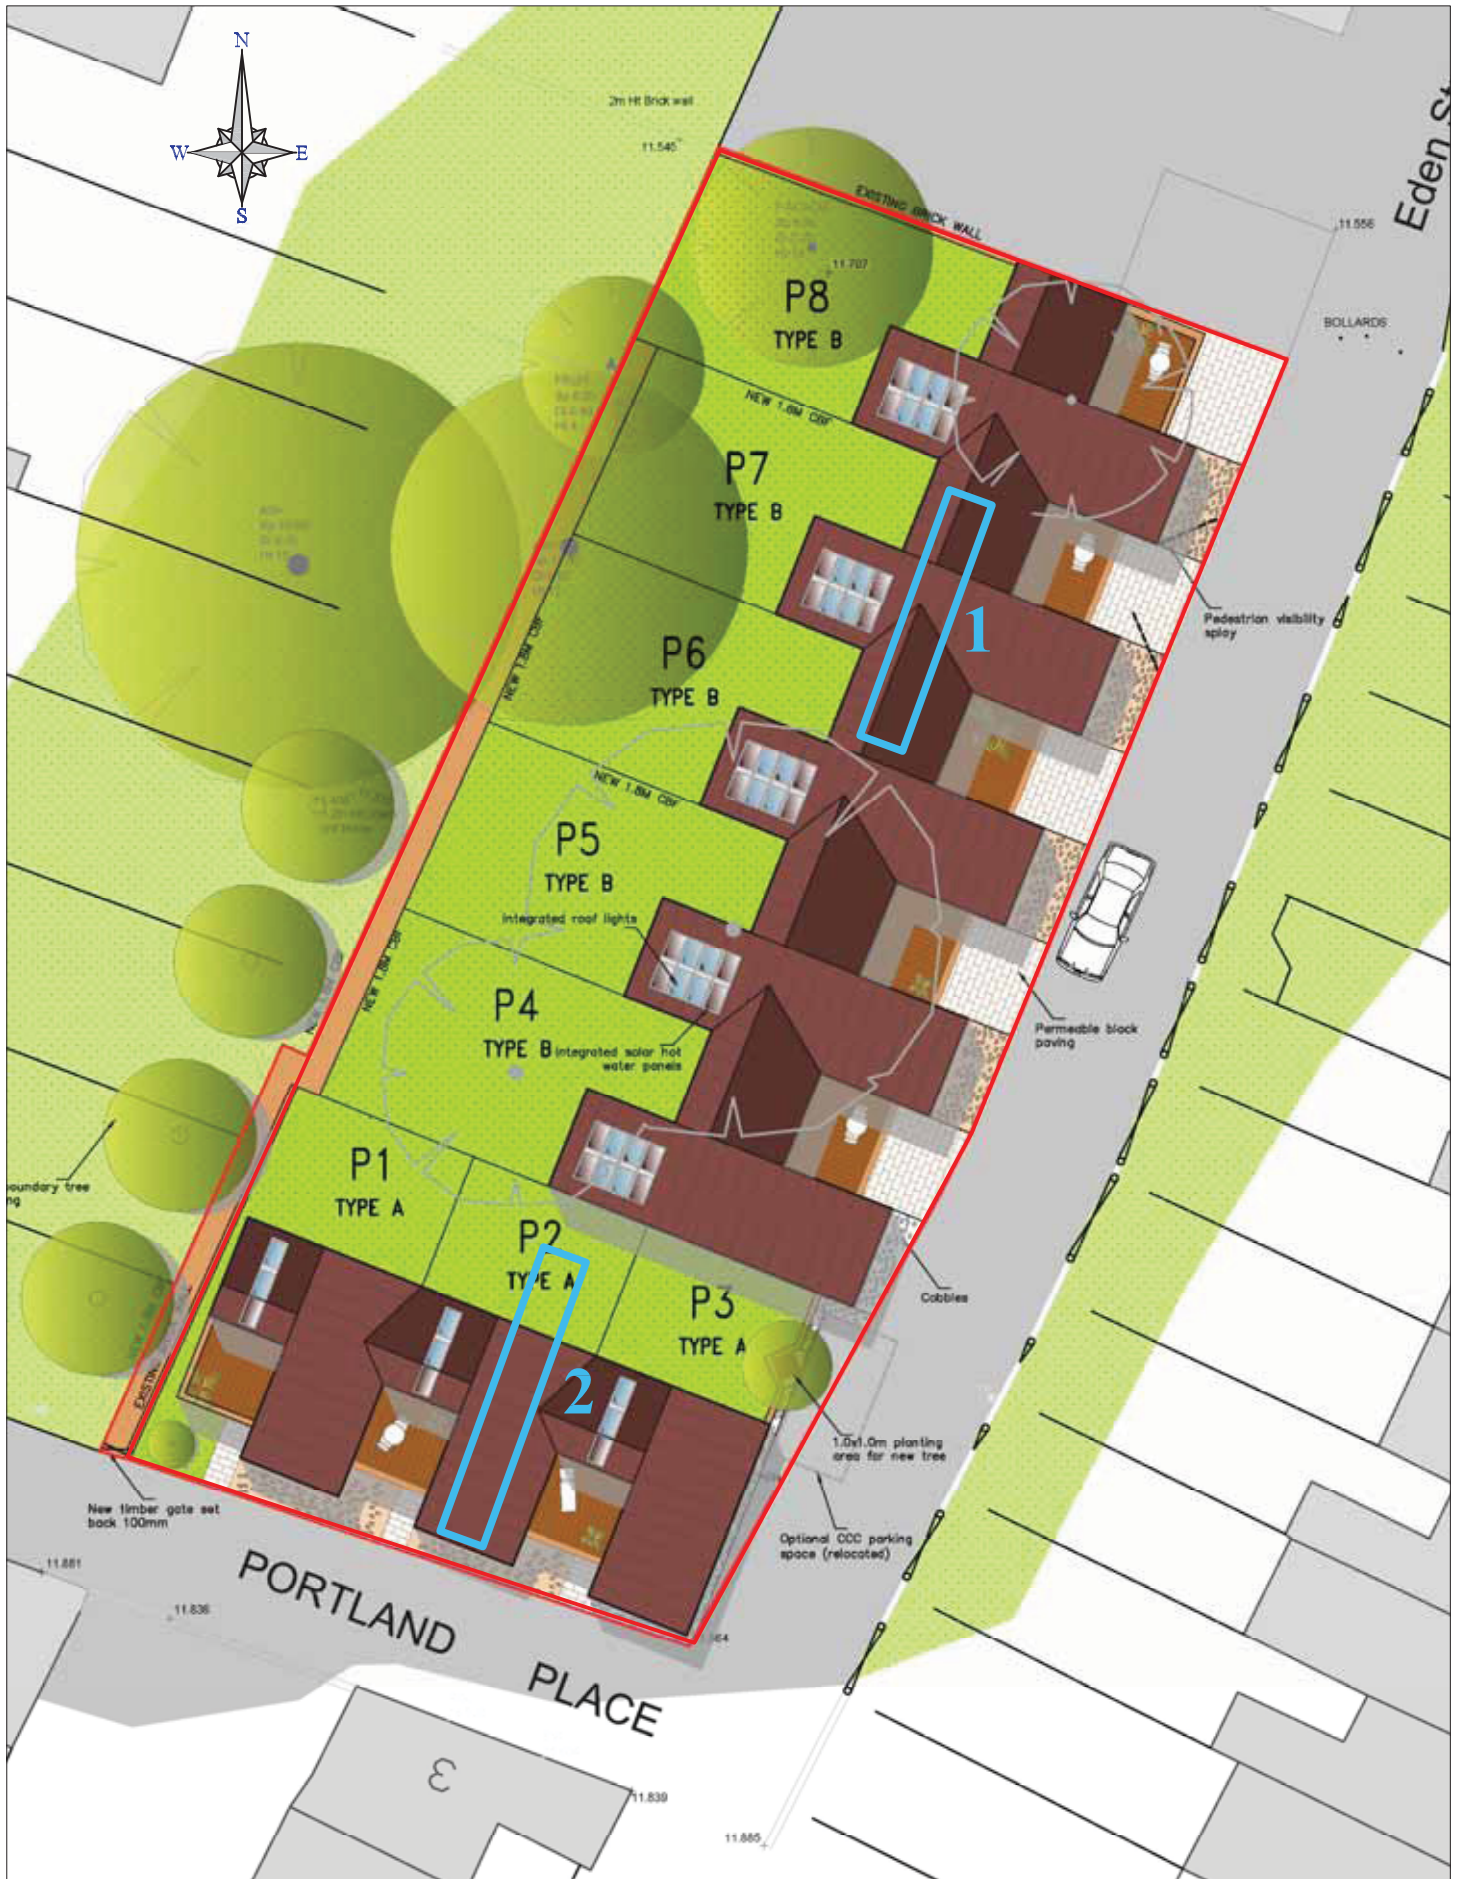 N
W E
S
2m Ht Brick wall
11.545
Eden St
EXISTING BRICK WALL
11.556
11.707
P8
TYPE B
BOLLARDS
NEW 1.8M CBF
P7
TYPE B
1
Pedestrian visibility
splay
NEW 1.8M CBF
P6
TYPE B
NEW 1.8M CBF
P5
TYPE B
integrated roof lights
NEW 1.8M CBF
P4
TYPE B
integrated solar hot
water panels
Permeable block
paving
P1
TYPE A
boundary tree
P2
TYPE A
P3
TYPE A
Cobbles
2
1.0x1.0m planting
area for new tree
New timber gate set
back 100mm
Optional CCC parking
space (relocated)
11.881
11.836
PORTLAND
PLACE
3
11.839
11.885